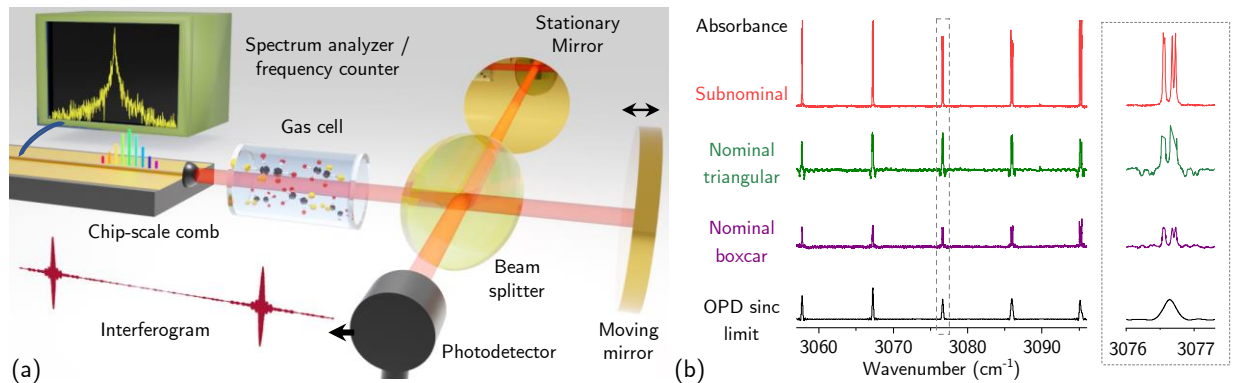 Spectrum analyzer /
frequency counter
Stationary
Mirror
Gas cell
Chip-scale comb
Beam
splitter
Interferogram
Photodetector
Moving
mirror
(a)
Absorbance
Subnominal
Nominal
triangular
Nominal
boxcar
OPD sinc
limit
3060 3070 3080 3090
Wavenumber (cm⁻¹)
3076 3077
(b)